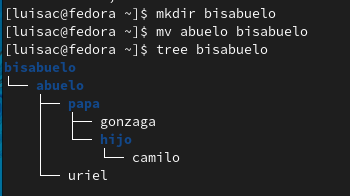 [luisac@fedora ~]$ mkdir bisabuelo
[luisac@fedora ~]$ mv abuelo bisabuelo
[luisac@fedora ~]$ tree bisabuelo
bisabuelo
└── abuelo
    ├── papa
    │   ├── gonzaga
    │   └── hijo
    │       └── camilo
    └── uriel